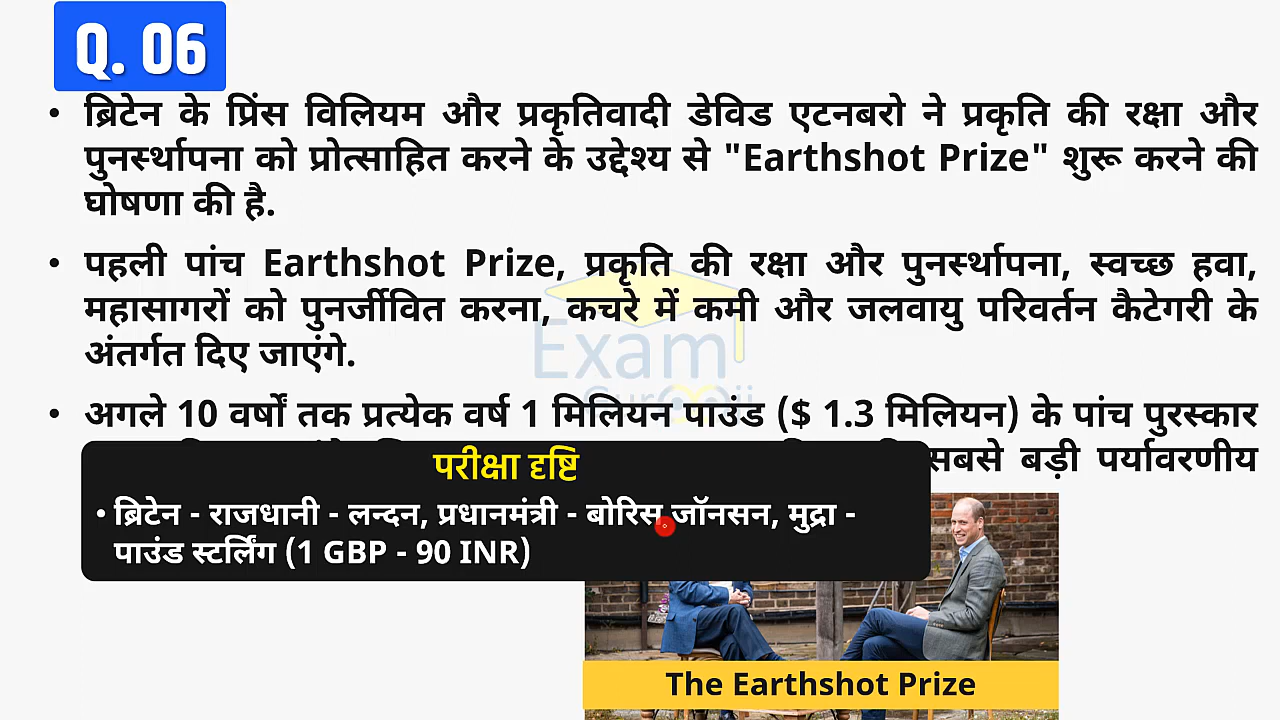 Q. 06
• ब्रिटेन के प्रिंस विलियम और प्रकृतिवादी डेविड एटनबरो ने प्रकृति की रक्षा और
पुनर्स्थापना को प्रोत्साहित करने के उद्देश्य से "Earthshot Prize" शुरू करने की
घोषणा की है.
• पहली पांच Earthshot Prize, प्रकृति की रक्षा और पुनर्स्थापना, स्वच्छ हवा,
महासागरों को पुनर्जीवित करना, कचरे में कमी और जलवायु परिवर्तन कैटेगरी के
अंतर्गत दिए जाएंगे.
Exam
• अगले 10 वर्षों तक प्रत्येक वर्ष 1 मिलियन पाउंड ($ 1.3 मिलियन) के पांच पुरस्कार
सबसे बड़ी पर्यावरणीय
परीक्षा दृष्टि
• ब्रिटेन - राजधानी - लन्दन, प्रधानमंत्री - बोरिस जॉनसन, मुद्रा -
पाउंड स्टर्लिंग (1 GBP - 90 INR)
The Earthshot Prize